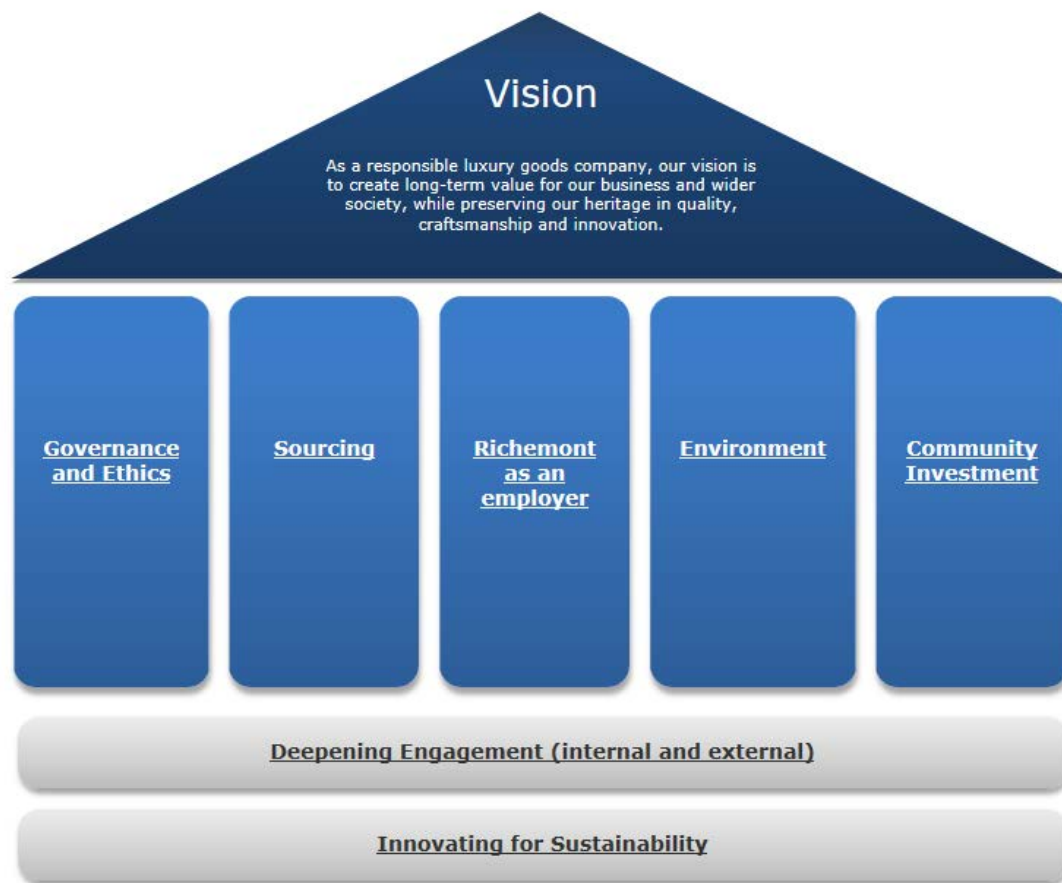 Vision
As a responsible luxury goods company, our vision is
to create long-term value for our business and wider
society, while preserving our heritage in quality,
craftsmanship and innovation.
Governance
and Ethics
Sourcing
Richemont
as an
employer
Environment
Community
Investment
Deepening Engagement (internal and external)
Innovating for Sustainability